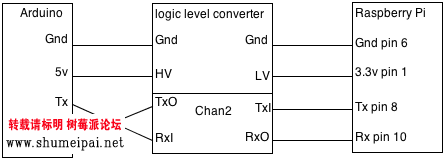 Arduino
logic level converter
Raspberry Pi
Gnd
Gnd
Gnd
Gnd pin 6
5v
HV
LV
3.3v pin 1
Tx
TxO
Chan2
TxI
Tx pin 8
转载请标明 树莓派论坛
RxI
RxO
Rx pin 10
www.shumeipai.net